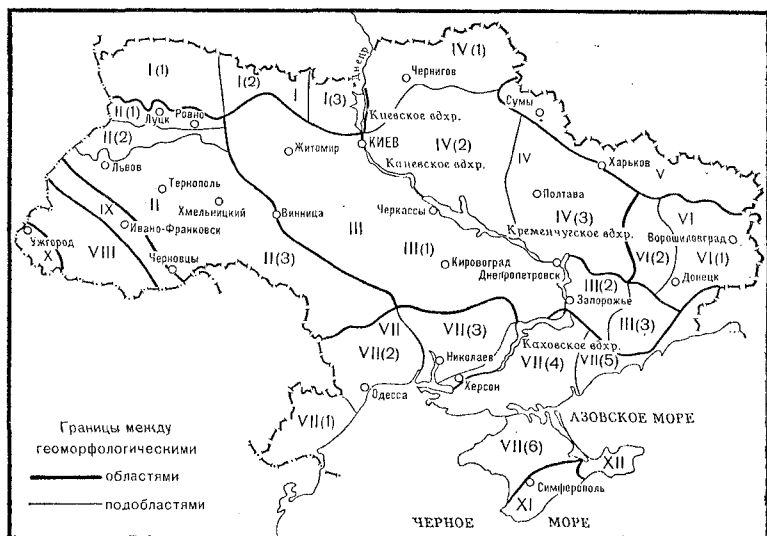 IV(1)
Днепр
Чернигов
I(1)
I(2)
I
I(3)
Сумы
II(1)
Луцк
Ровно
Киевское вдхр.
II(2)
КИЕВ
IV(2)
IV
Харьков
V
Житомир
Каневское вдхр.
Львов
Тернополь
II
Хмельницкий
Полтава
IX
Винница
Черкассы
IV(3)
VI
Ивано-Франковск
III
Кременчугское вдхр.
Ворошиловград
Ужгород
X
VIII
Черновцы
II(3)
III(1)
Кировоград
Днепропетровск
VI(2)
VI(1)
Донецк
III(2)
Запорожье
III(3)
VII
VII(3)
Каховское вдхр.
VII(2)
Николаев
VII(4)
VII(5)
Одесса
Херсон
VII(1)
АЗОВСКОЕ МОРЕ
Границы между
геоморфологическими
областями
подобластями
VII(6)
XII
Симферополь
XI
ЧЕРНОЕ МОРЕ